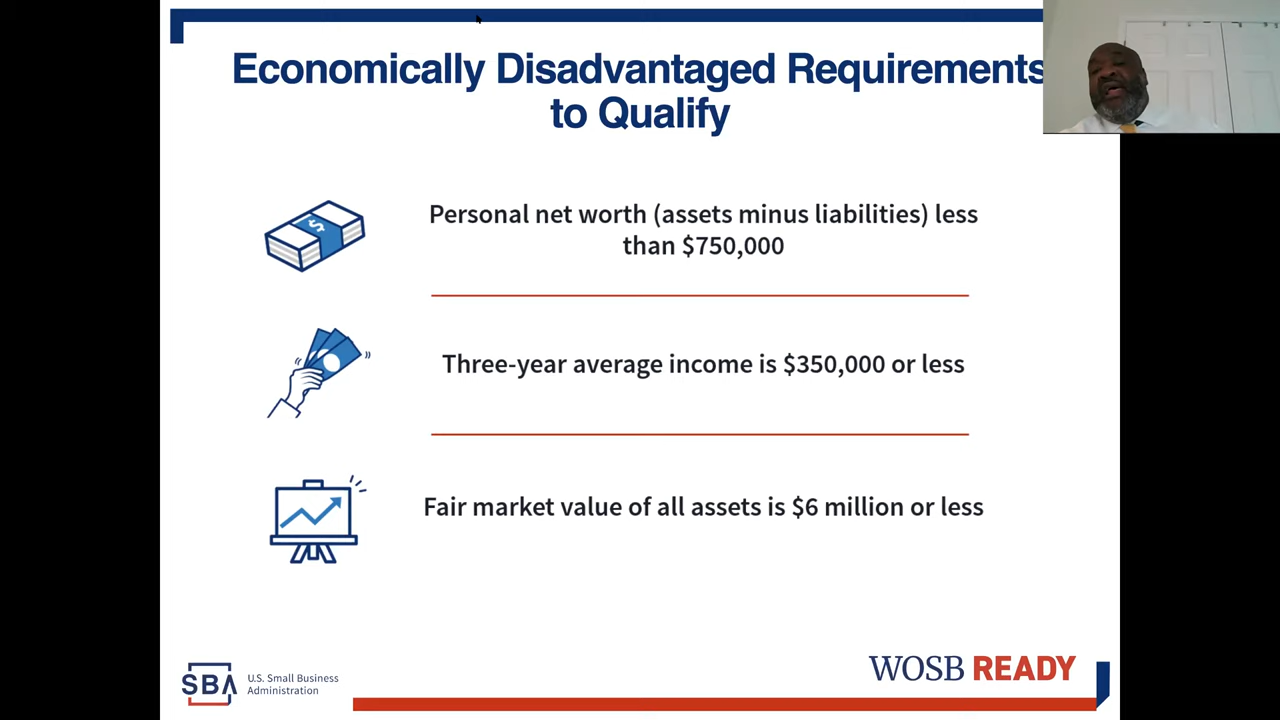 Economically Disadvantaged Requirements
to Qualify
$
Personal net worth (assets minus liabilities) less
than $750,000
Three-year average income is $350,000 or less
Fair market value of all assets is $6 million or less
SBA
U.S. Small Business
Administration
WOSB READY